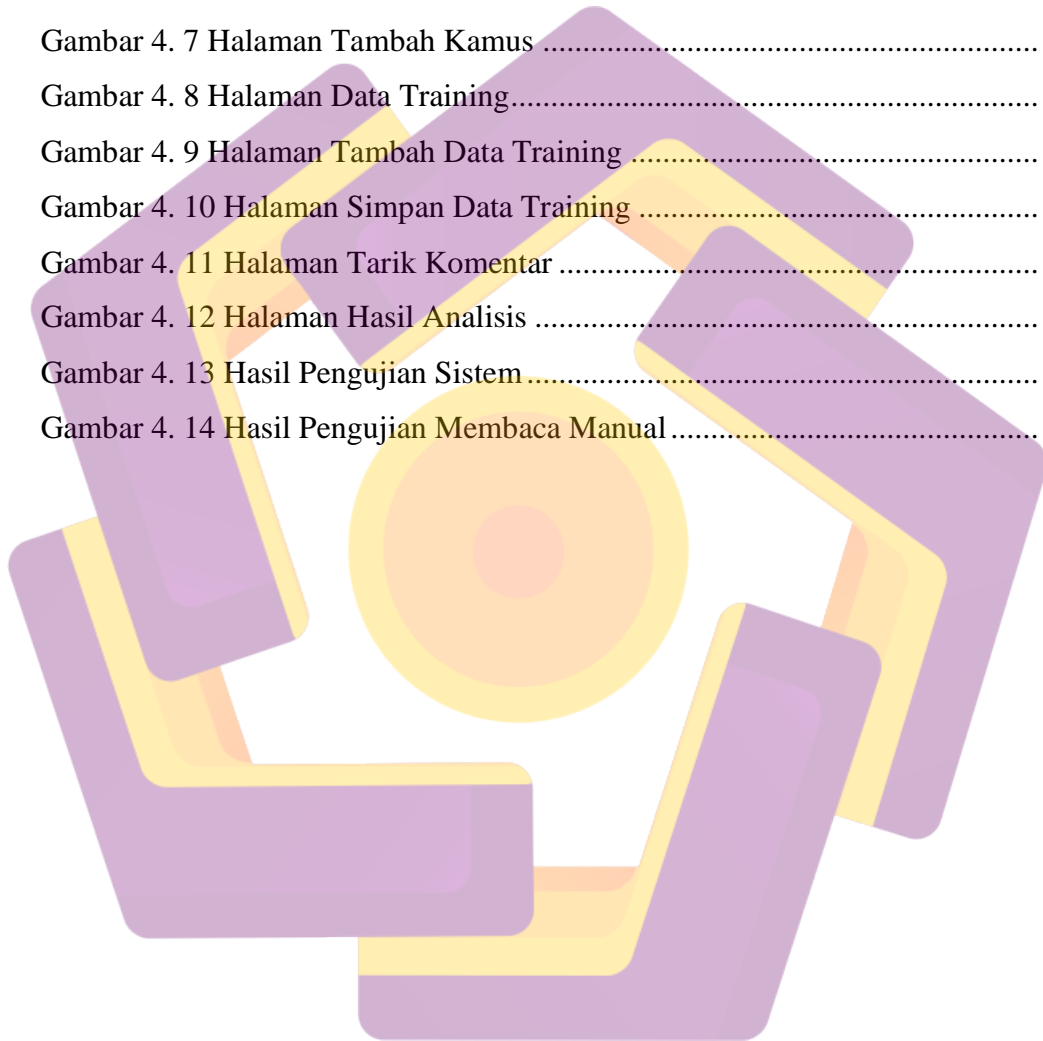 Gambar 4. 7 Halaman Tambah Kamus ......................................................................
Gambar 4. 8 Halaman Data Training..........................................................................
Gambar 4. 9 Halaman Tambah Data Training .........................................................
Gambar 4. 10 Halaman Simpan Data Training ........................................................
Gambar 4. 11 Halaman Tarik Komentar ...................................................................
Gambar 4. 12 Halaman Hasil Analisis ......................................................................
Gambar 4. 13 Hasil Pengujian Sistem .......................................................................
Gambar 4. 14 Hasil Pengujian Membaca Manual ....................................................